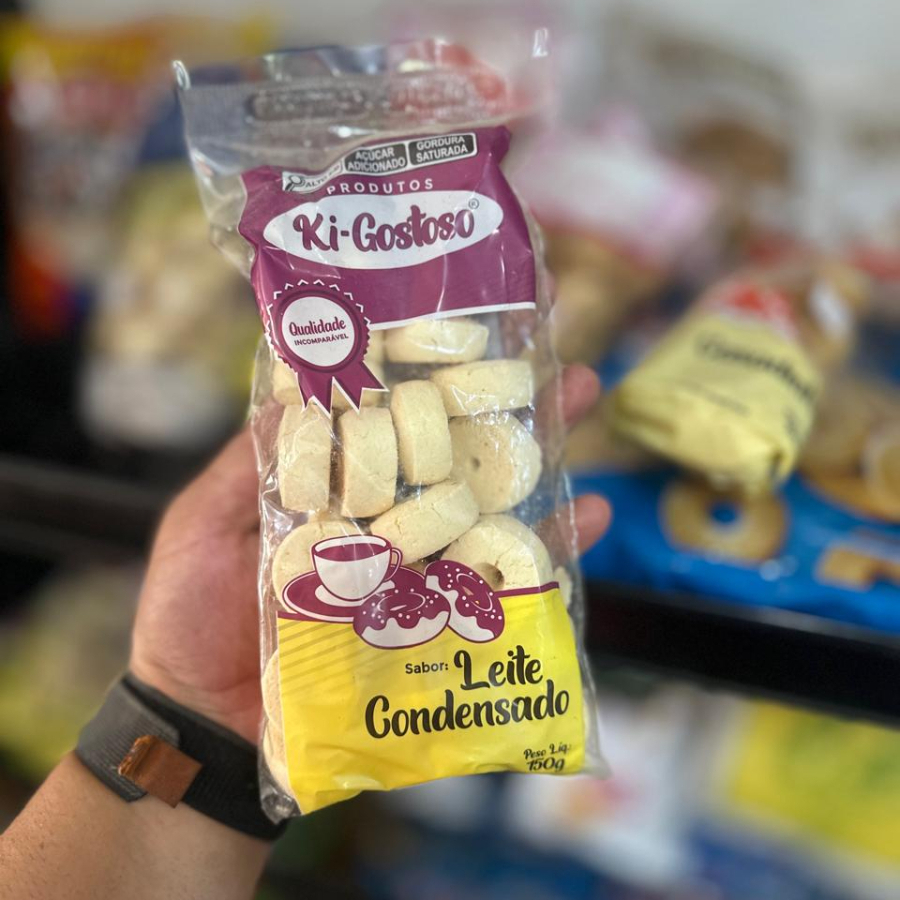 ALTO EM
AÇÚCAR
ADICIONADO
GORDURA
SATURADA
PRODUTOS
Ki-Gostoso®
Qualidade
INCOMPARÁVEL
Sabor: Leite
Condensado
Peso Líq.:
150g